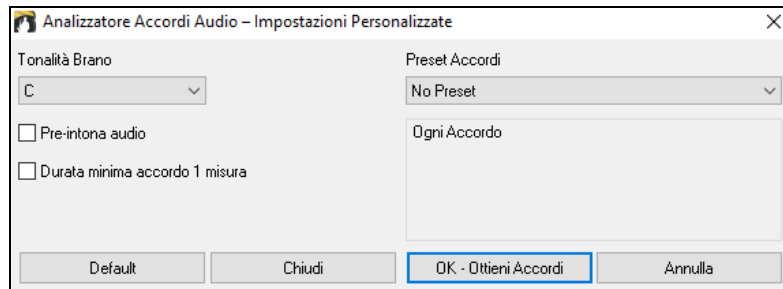 Analizzatore Accordi Audio – Impostazioni Personalizzate
Tonalità Brano
Preset Accordi
C
No Preset
Pre-intona audio
Ogni Accordo
Durata minima accordo 1 misura
Default
Chiudi
OK - Ottieni Accordi
Annulla